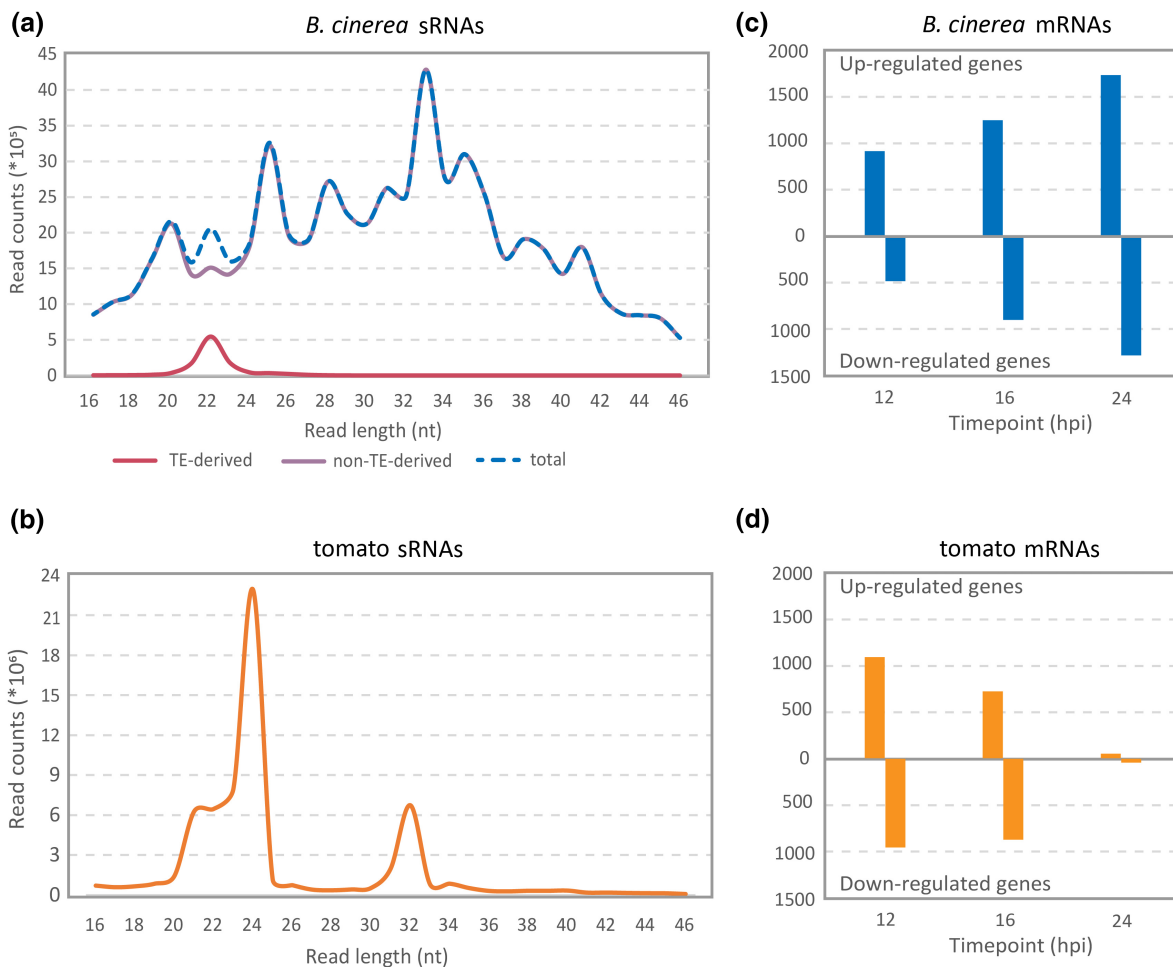 (a)
B. cinerea sRNAs
45
40
35
30
25
20
15
10
5
0
Read counts (*10⁵)
16 18 20 22 24 26 28 30 32 33 34 36 38 40 42 44 46
Read length (nt)
TE-derived non-TE-derived total
(b)
tomato sRNAs
24
21
18
15
12
9
6
3
0
Read counts (*10⁶)
16 18 20 22 24 26 28 30 32 34 36 38 40 42 44 46
Read length (nt)
(c)
B. cinerea mRNAs
2000
1500
1000
500
0
500
1000
1500
Up-regulated genes
Down-regulated genes
12 16 24
Timepoint (hpi)
(d)
tomato mRNAs
2000
1500
1000
500
0
500
1000
1500
Up-regulated genes
Down-regulated genes
12 16 24
Timepoint (hpi)